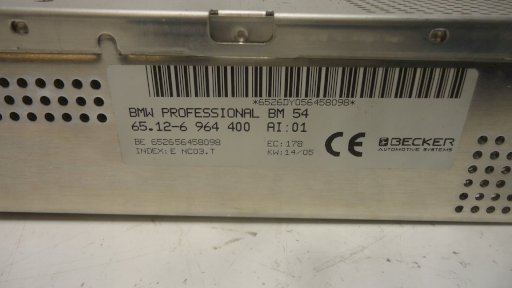 *6526DY056458098*
BMW PROFESSIONAL BM 54
65.12-6 964 400 AI:01
BE 652656458098 EC:178
INDEX:E NC03.T KW:14/05
CE
BECKER
AUTOMOTIVE SYSTEMS